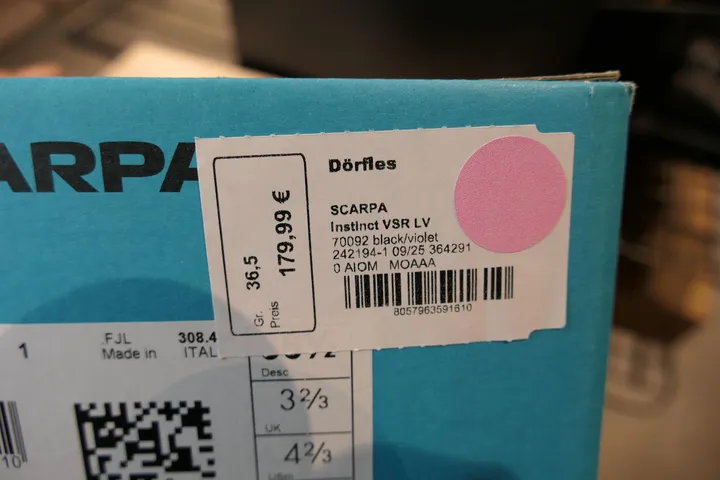 ARPA
Dörfles
Gr. 36,5
Preis 179,99 €
SCARPA
Instinct VSR LV
70092 black/violet
242194-1 09/25 364291
0 AIOM MOAAA
8057963591610
1
FJL 308.4
Made in ITAL
Desc
3 2/3
UK
4 2/3
10